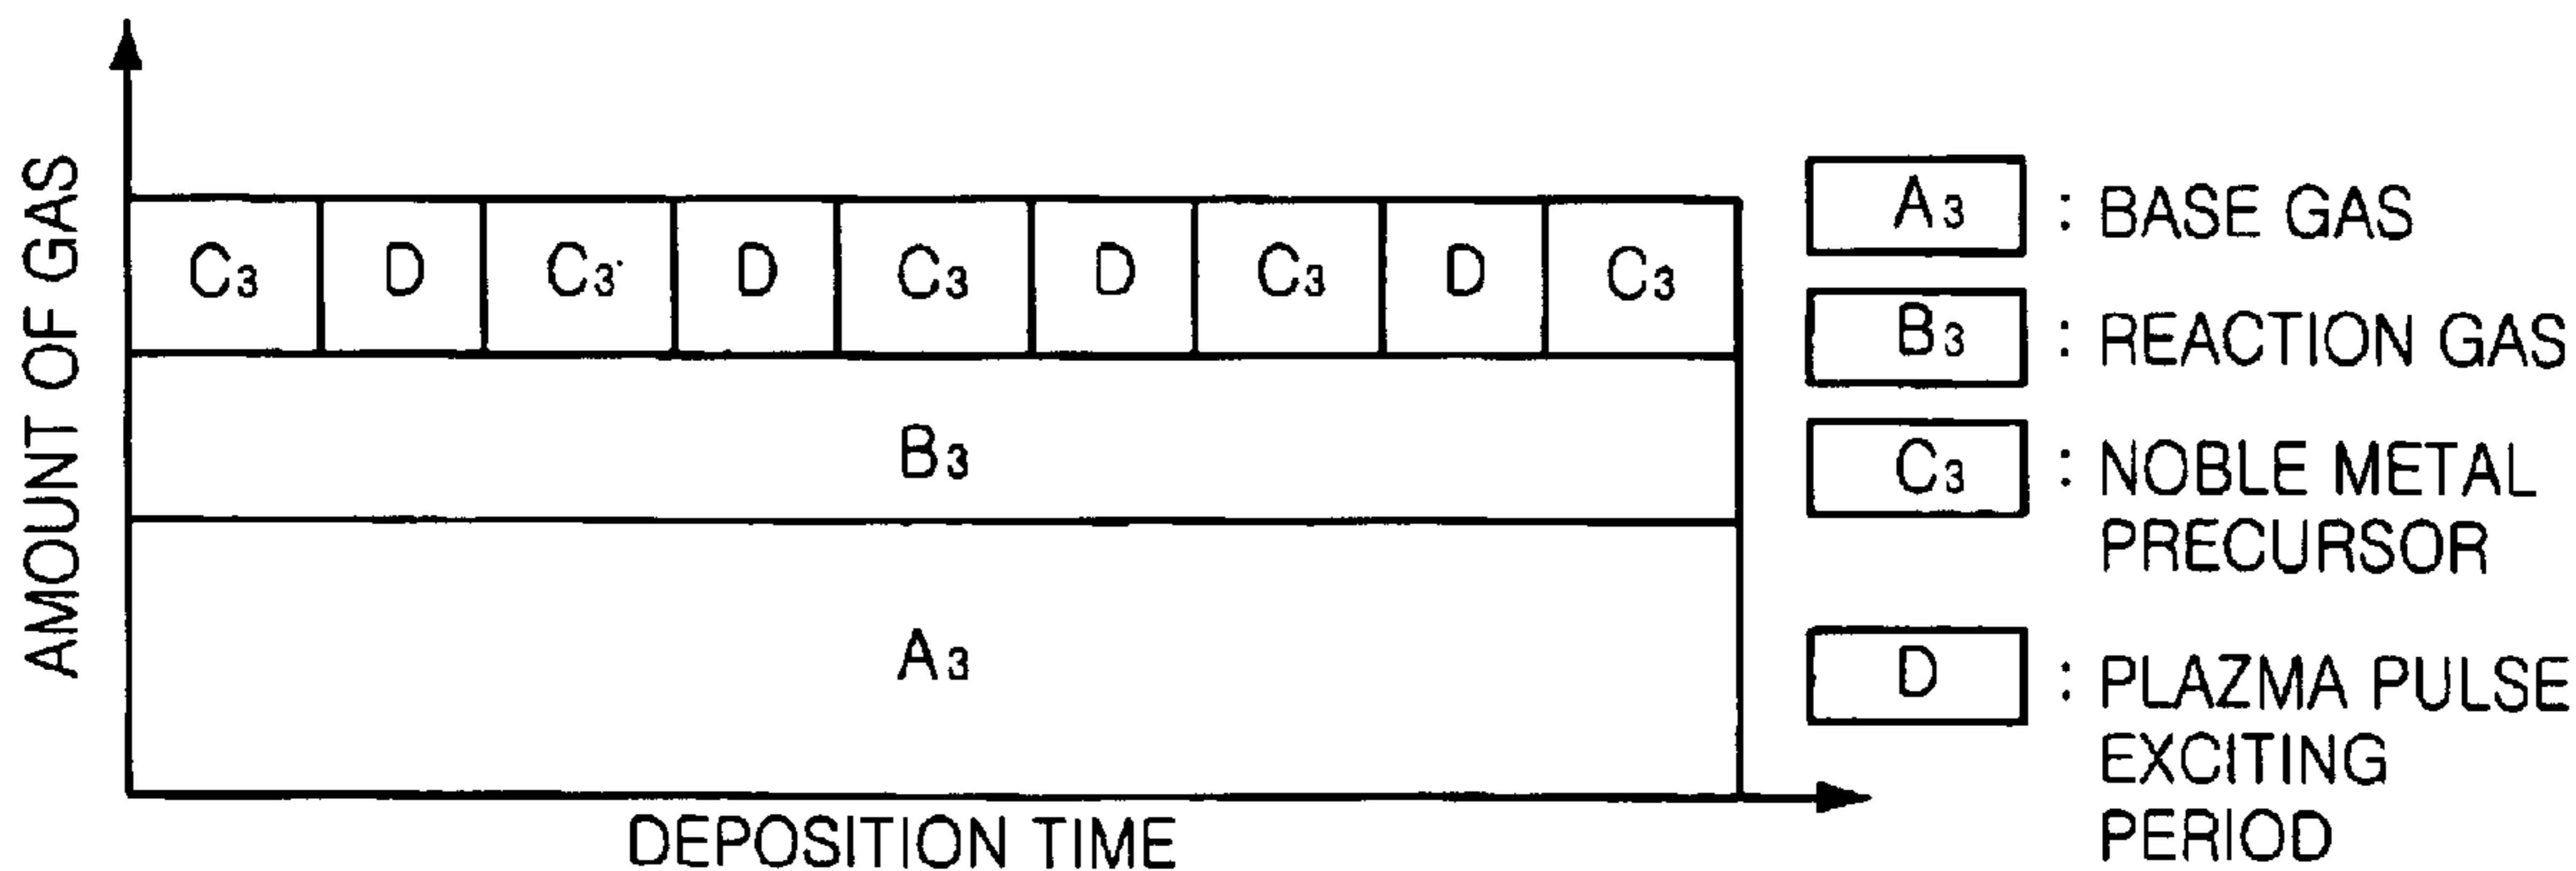 AMOUNT OF GAS
C3 D C3 D C3 D C3 D C3
B3
A3
DEPOSITION TIME
A3 : BASE GAS
B3 : REACTION GAS
C3 : NOBLE METAL
PRECURSOR
D : PLAZMA PULSE
EXCITING
PERIOD